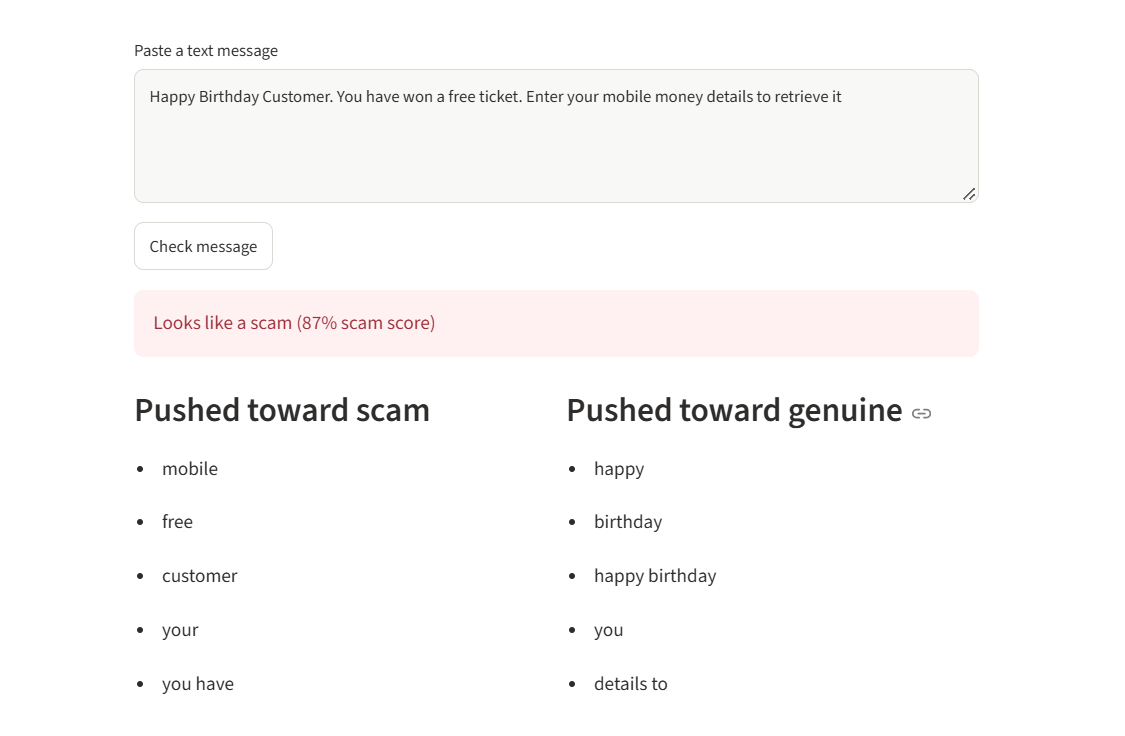 Paste a text message
Happy Birthday Customer. You have won a free ticket. Enter your mobile money details to retrieve it
Check message
Looks like a scam (87% scam score)
Pushed toward scam
mobile
free
customer
your
you have
Pushed toward genuine
happy
birthday
happy birthday
you
details to